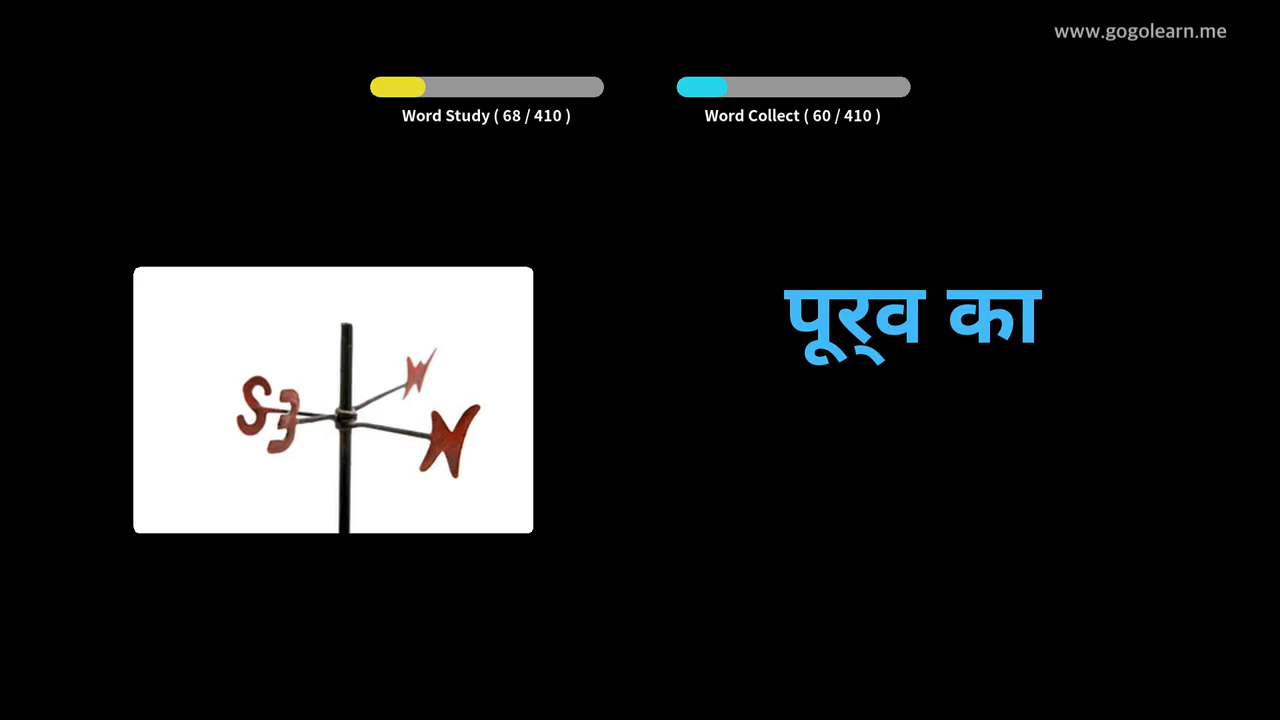 www.gogolearn.me
Word Study ( 68 / 410 )
Word Collect ( 60 / 410 )
पूर्व का
S E N W